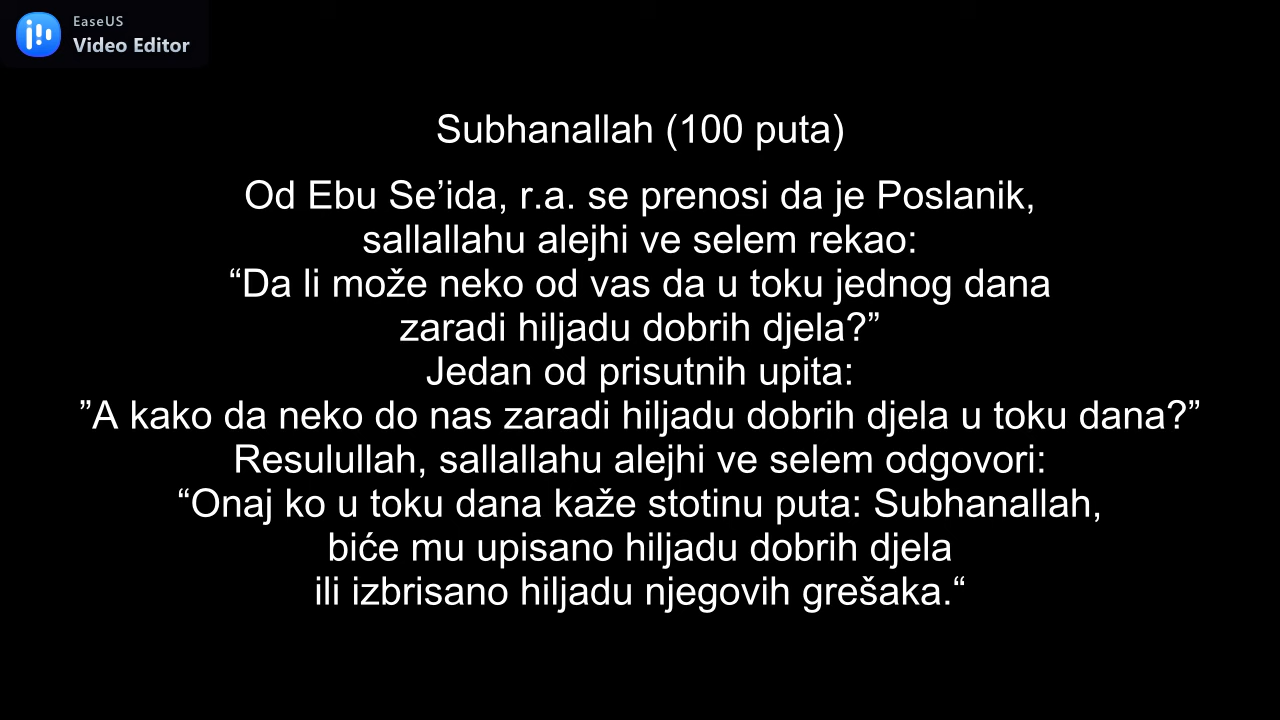 EaseUS
Video Editor
Subhanallah (100 puta)
Od Ebu Se’ida, r.a. se prenosi da je Poslanik,
sallallahu alejhi ve selem rekao:
“Da li može neko od vas da u toku jednog dana
zaradi hiljadu dobrih djela?”
Jedan od prisutnih upita:
”A kako da neko do nas zaradi hiljadu dobrih djela u toku dana?”
Resulullah, sallallahu alejhi ve selem odgovori:
“Onaj ko u toku dana kaže stotinu puta: Subhanallah,
biće mu upisano hiljadu dobrih djela
ili izbrisano hiljadu njegovih grešaka.“